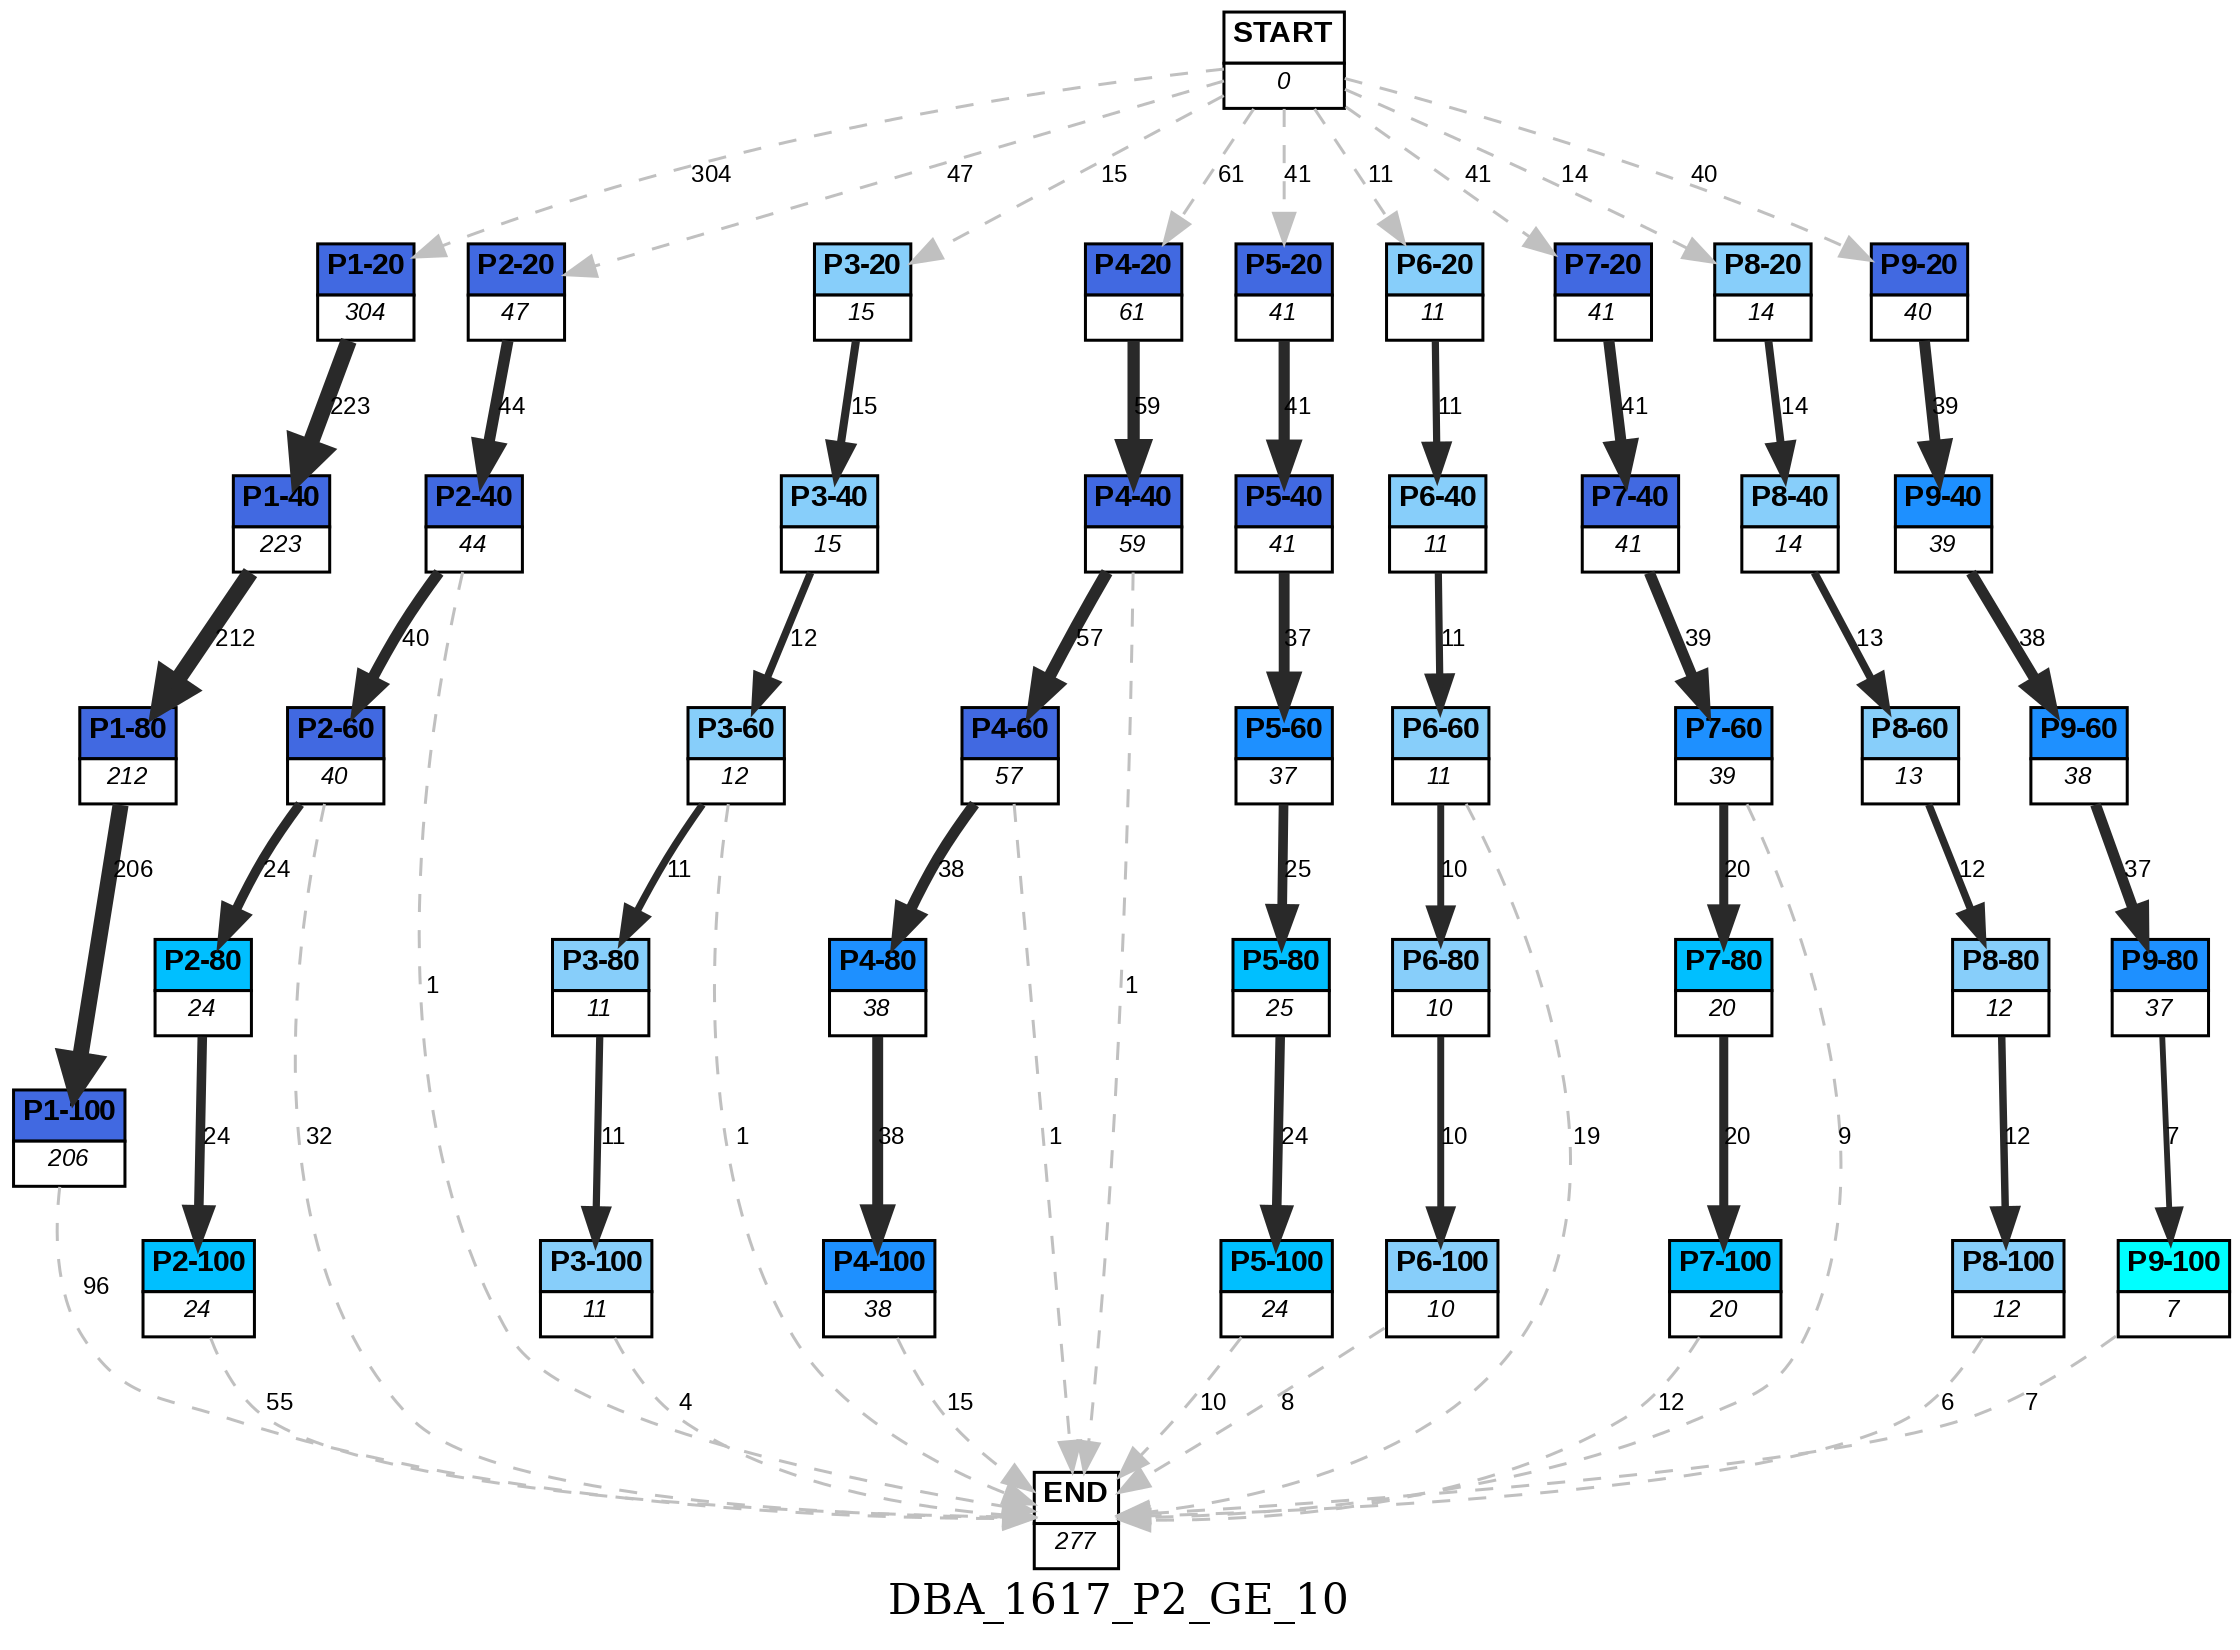 START
0
304 47 15 61 41 11 41 14 40
P1-20 P2-20 P3-20 P4-20 P5-20 P6-20 P7-20 P8-20 P9-20
304 47 15 61 41 11 41 14 40
223 44 15 59 41 11 41 14 39
P1-40 P2-40 P3-40 P4-40 P5-40 P6-40 P7-40 P8-40 P9-40
223 44 15 59 41 11 41 14 39
212 40 12 57 37 11 39 13 38
P1-80 P2-60 P3-60 P4-60 P5-60 P6-60 P7-60 P8-60 P9-60
212 40 12 57 37 11 39 13 38
206 24 11 38 25 10 20 12 37
P2-80 P3-80 P4-80 P5-80 P6-80 P7-80 P8-80 P9-80
1 1
24 11 38 25 10 20 12 37
P1-100
24 32 11 1 38 1 24 10 19 20 9 12 7
206
P2-100 P3-100 P4-100 P5-100 P6-100 P7-100 P8-100 P9-100
96
24 11 38 24 10 20 12 7
55 4 15 10 8 12 6 7
END
277
DBA_1617_P2_GE_10